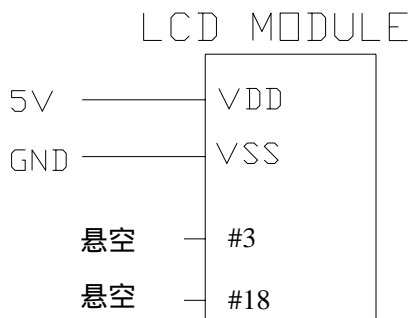 LCD MODULE
5V VDD
GND VSS
悬空 #3
悬空 #18